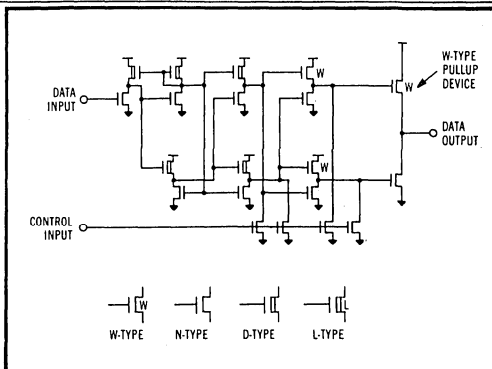 W-TYPE
PULLUP
DEVICE
W
W
DATA
INPUT
DATA
OUTPUT
W
CONTROL
INPUT
W
L
W-TYPE
N-TYPE
D-TYPE
L-TYPE